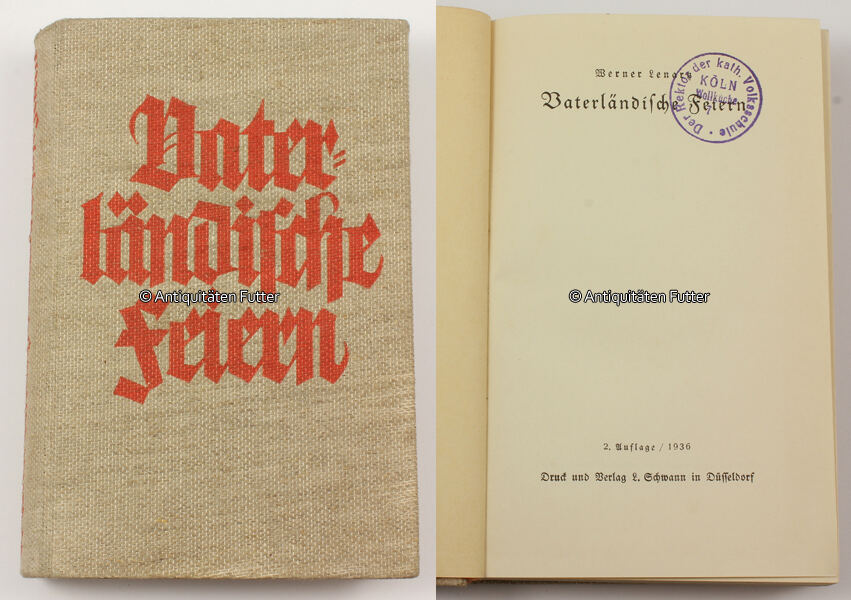 Vater-
ländische
Feiern
© Antiquitäten Futter
Werner Lenartz
Vaterländische Feiern
Der Rektor der kath. Volksschule •
KÖLN
© Antiquitäten Futter
2. Auflage / 1936
Druck und Verlag L. Schwann in Düsseldorf